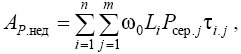 A_{P.нед} = \sum_{i=1}^{n} \sum_{j=1}^{m} ω_0 L_i P_{сер.j} τ_{i.j} ,